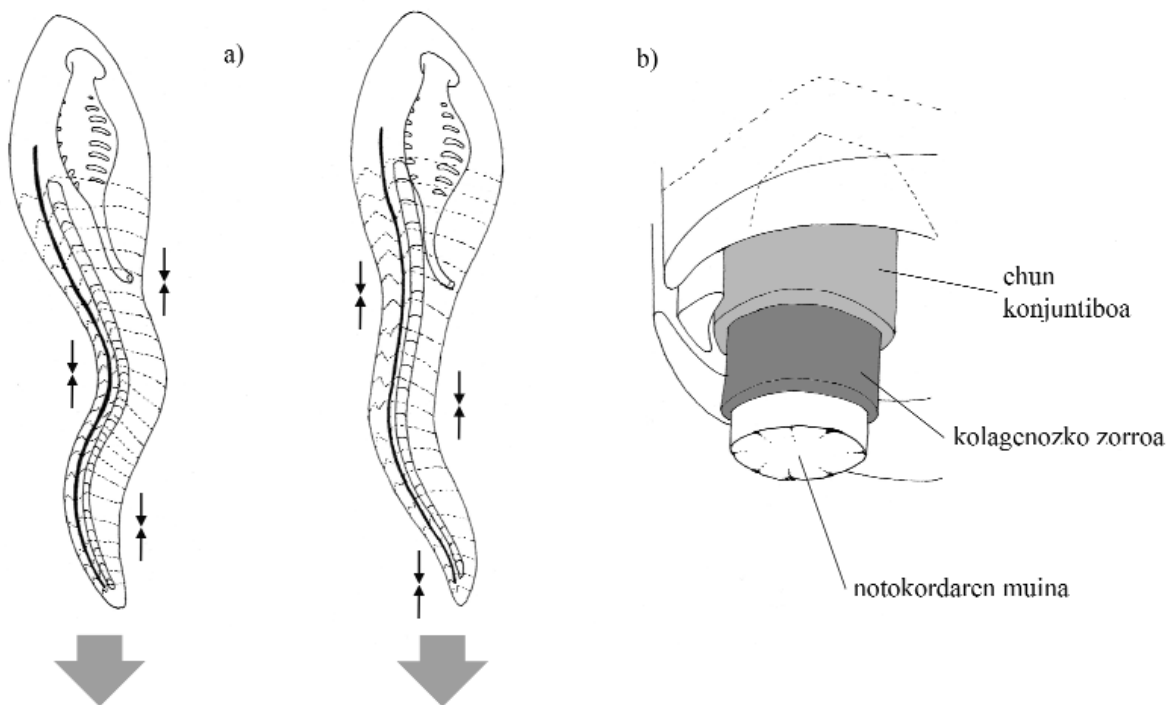 a)
b)
ehun
konjuntiboa
kolagenozko zorroa
notokordaren muina